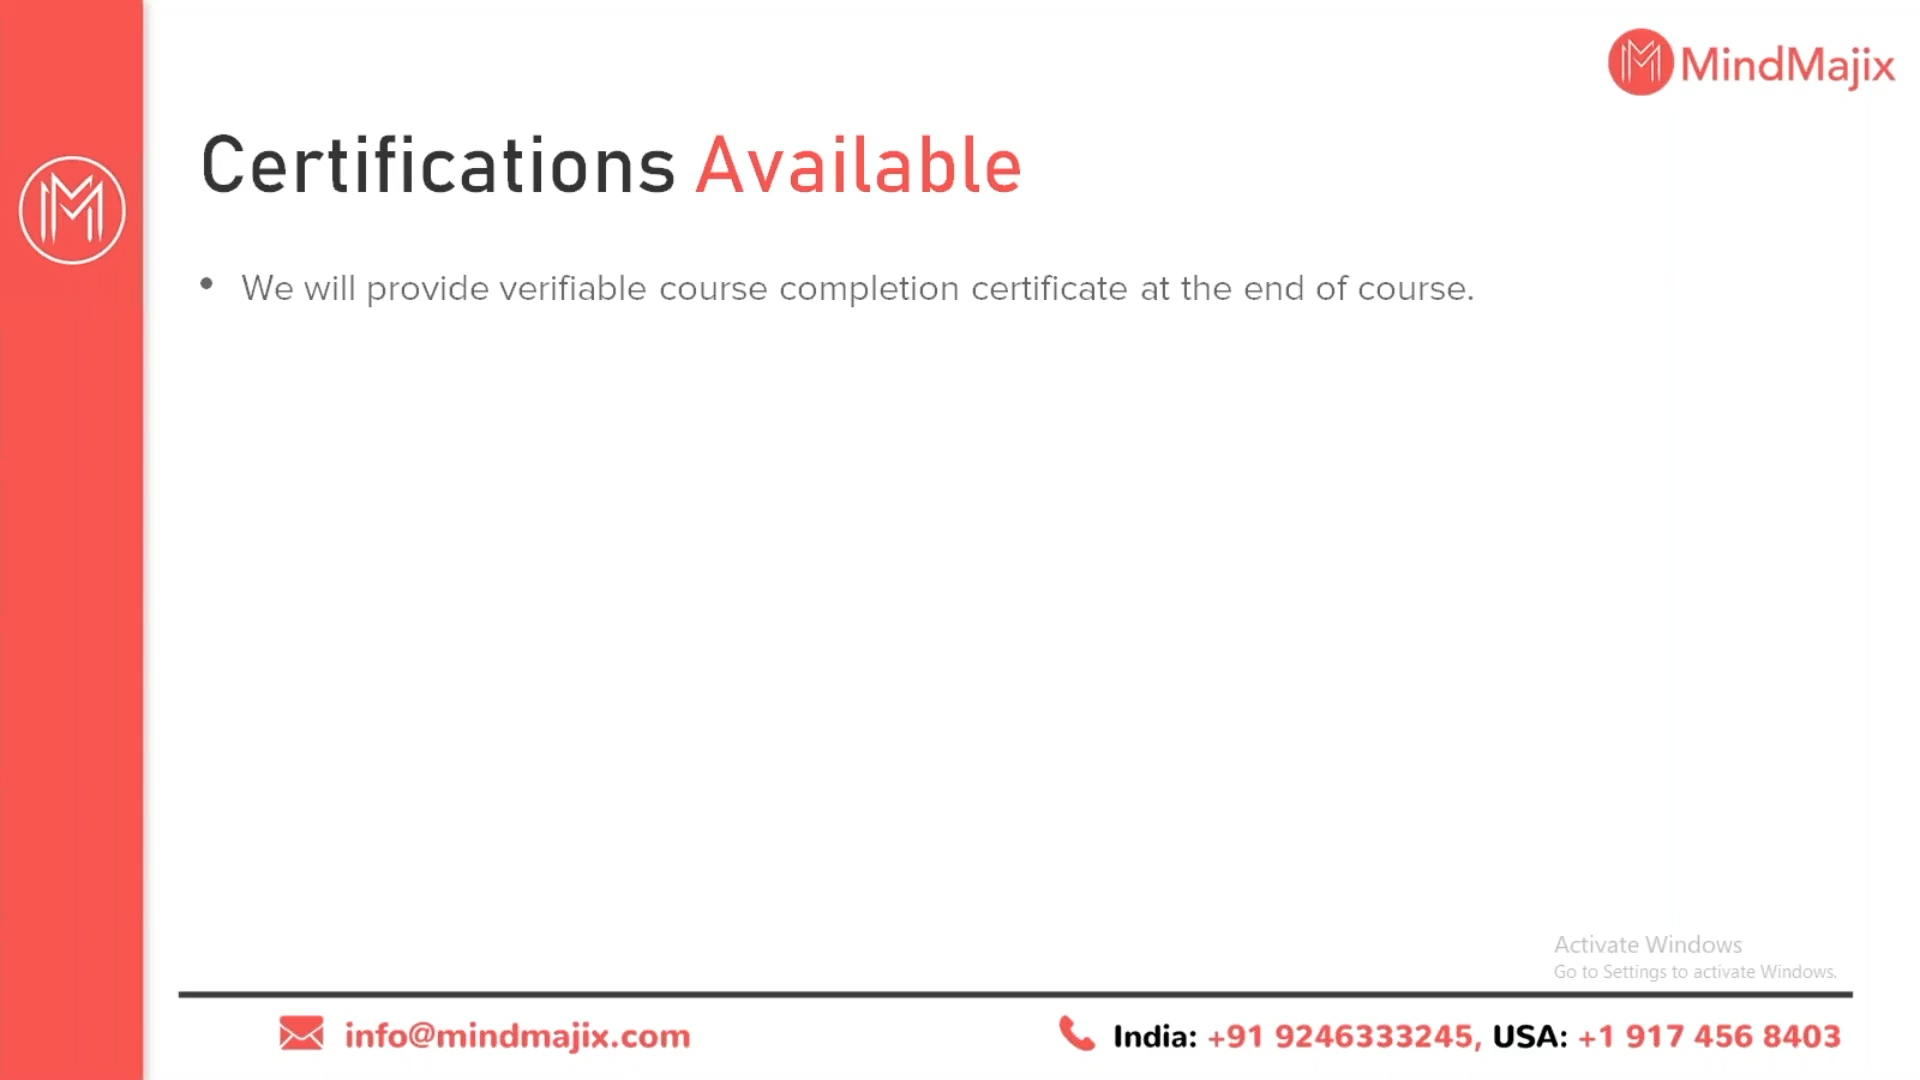 MindMajix
Certifications Available
• We will provide verifiable course completion certificate at the end of course.
Activate Windows
Go to Settings to activate Windows.
info@mindmajix.com
India: +91 9246333245, USA: +1 917 456 8403